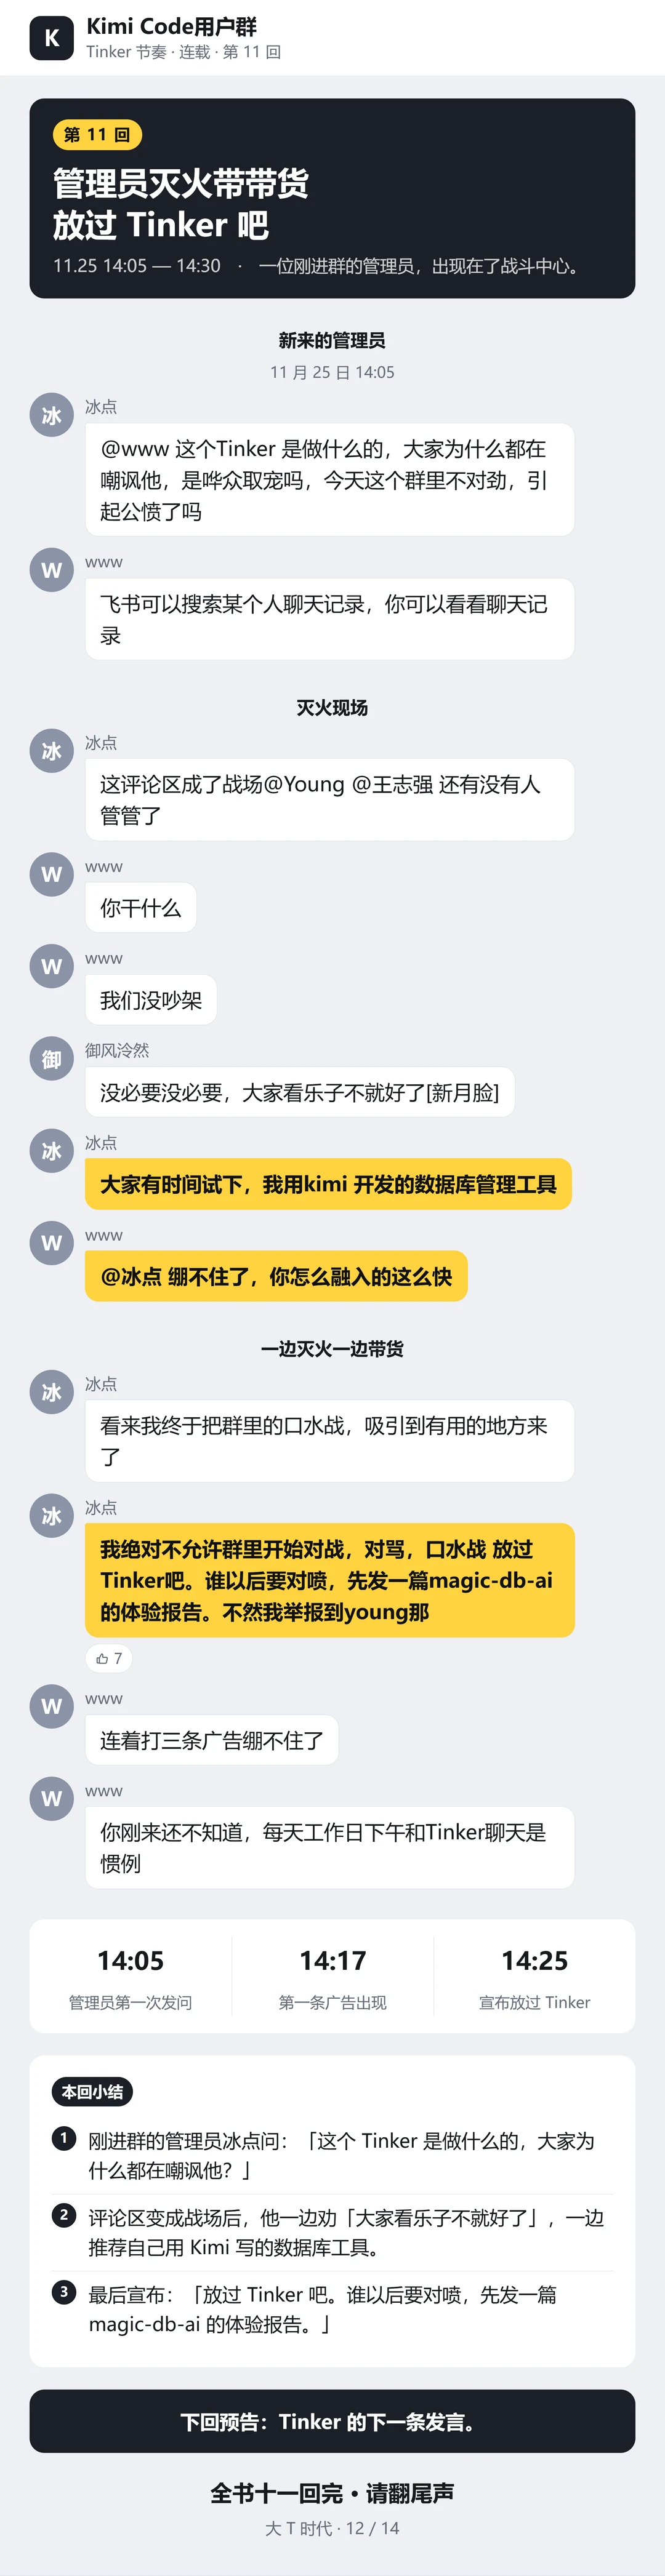 K
Kimi Code用户群
Tinker 节奏 · 连载 · 第 11 回
第 11 回
管理员灭火带带货
放过 Tinker 吧
11.25 14:05 — 14:30 · 一位刚进群的管理员，出现在了战斗中心。
新来的管理员
11 月 25 日 14:05
冰
冰点
@www 这个Tinker 是做什么的，大家为什么都在
嘲讽他，是哗众取宠吗，今天这个群里不对劲，引
起公愤了吗
W
www
飞书可以搜索某个人聊天记录，你可以看看聊天记
录
灭火现场
冰
冰点
这评论区成了战场@Young @王志强 还有没有人
管管了
W
www
你干什么
W
www
我们没吵架
御
御风泠然
没必要没必要，大家看乐子不就好了[新月脸]
冰
冰点
大家有时间试下，我用kimi 开发的数据库管理工具
W
www
@冰点 绷不住了，你怎么融入的这么快
一边灭火一边带货
冰
冰点
看来我终于把群里的口水战，吸引到有用的地方来
了
冰
冰点
我绝对不允许群里开始对战，对骂，口水战 放过
Tinker吧。谁以后要对喷，先发一篇magic-db-ai
的体验报告。不然我举报到young那
7
W
www
连着打三条广告绷不住了
W
www
你刚来还不知道，每天工作日下午和Tinker聊天是
惯例
14:05
管理员第一次发问
14:17
第一条广告出现
14:25
宣布放过 Tinker
本回小结
1 刚进群的管理员冰点问：「这个 Tinker 是做什么的，大家为
什么都在嘲讽他？」
2 评论区变成战场后，他一边劝「大家看乐子不就好了」，一边
推荐自己用 Kimi 写的数据库工具。
3 最后宣布：「放过 Tinker 吧。谁以后要对喷，先发一篇
magic-db-ai 的体验报告。」
下回预告：Tinker 的下一条发言。
全书十一回完 · 请翻尾声
大 T 时代 · 12 / 14